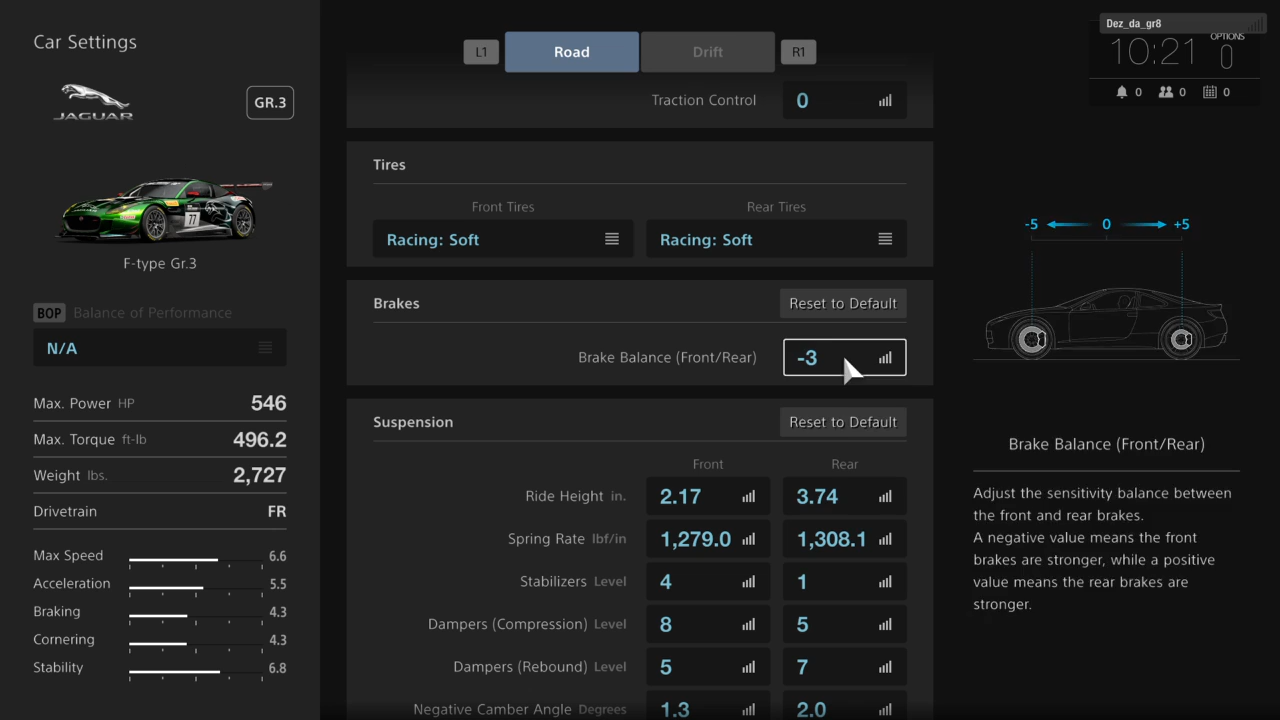 Car Settings
JAGUAR
GR.3
77
F-type Gr.3
BOP Balance of Performance
N/A
Max. Power HP 546
Max. Torque ft-lb 496.2
Weight lbs. 2,727
Drivetrain FR
Max Speed 6.6
Acceleration 5.5
Braking 4.3
Cornering 4.3
Stability 6.8
L1 Road Drift R1
Traction Control 0
Tires
Front Tires Rear Tires
Racing: Soft Racing: Soft
Brakes Reset to Default
Brake Balance (Front/Rear) -3
Suspension Reset to Default
Front Rear
Ride Height in. 2.17 3.74
Spring Rate lbf/in 1,279.0 1,308.1
Stabilizers Level 4 1
Dampers (Compression) Level 8 5
Dampers (Rebound) Level 5 7
Negative Camber Angle Degrees 1.3 2.0
Dez_da_gr8
10:21 OPTIONS
0 0 0
-5 0 +5
Brake Balance (Front/Rear)
Adjust the sensitivity balance between
the front and rear brakes.
A negative value means the front
brakes are stronger, while a positive
value means the rear brakes are
stronger.